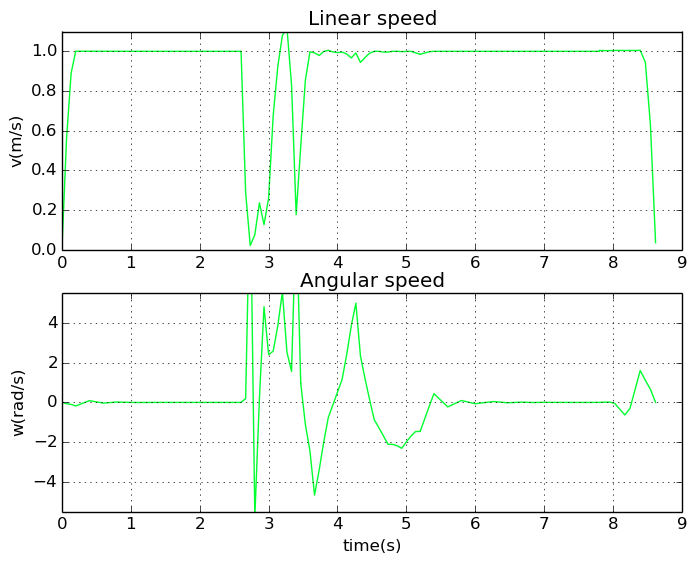 Linear speed
v(m/s)
1.0
0.8
0.6
0.4
0.2
0.0
0 1 2 3 4 5 6 7 8 9
Angular speed
w(rad/s)
4
2
0
−2
−4
0 1 2 3 4 5 6 7 8 9
time(s)